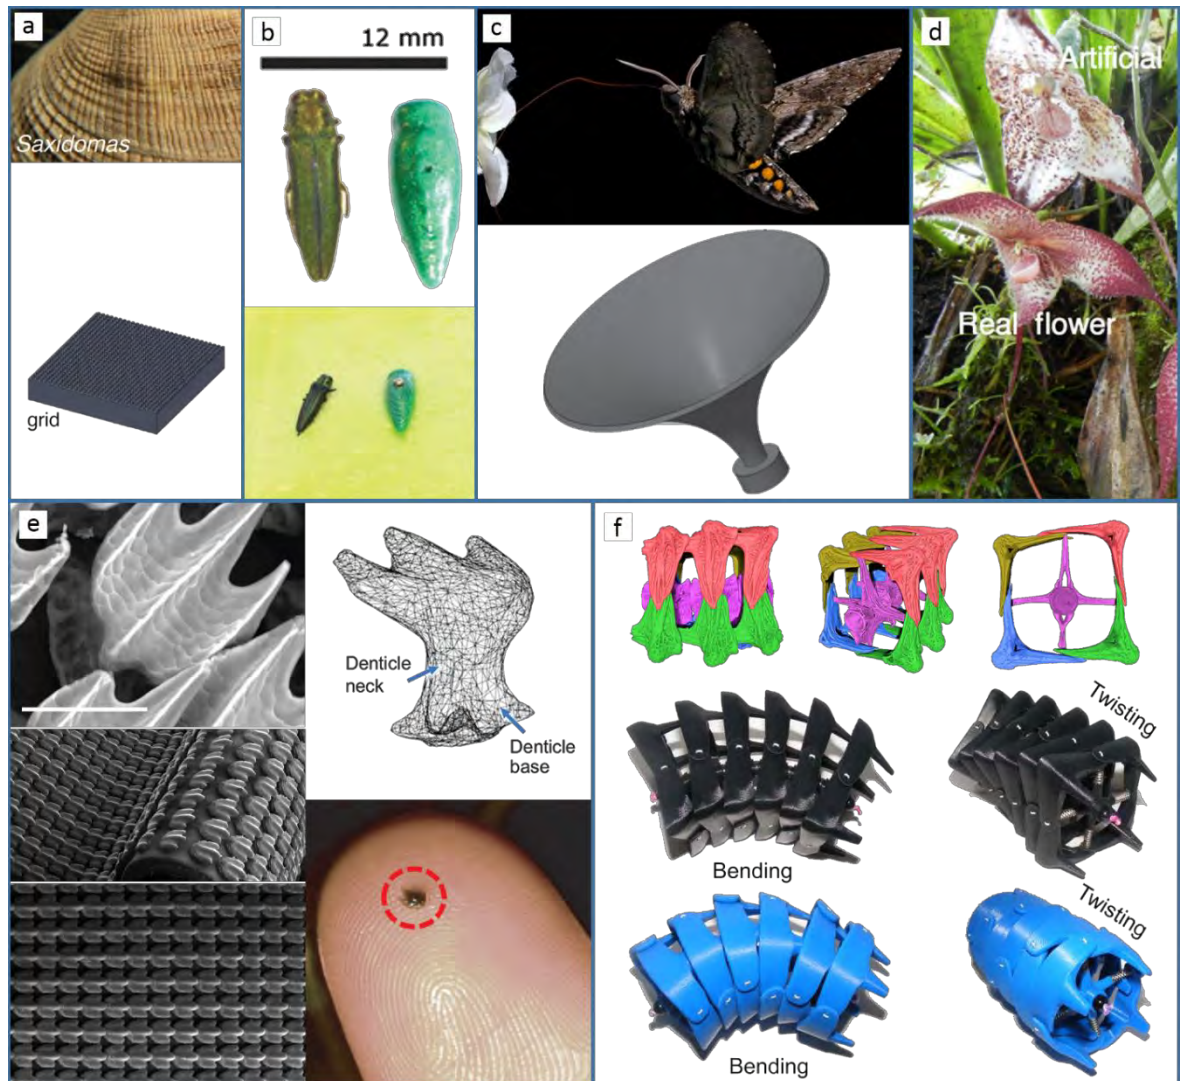 a
Saxidomas
grid
b
12 mm
c
d
Artificial
Real flower
e
Denticle
neck
Denticle
base
f
Bending
Twisting
Bending
Twisting